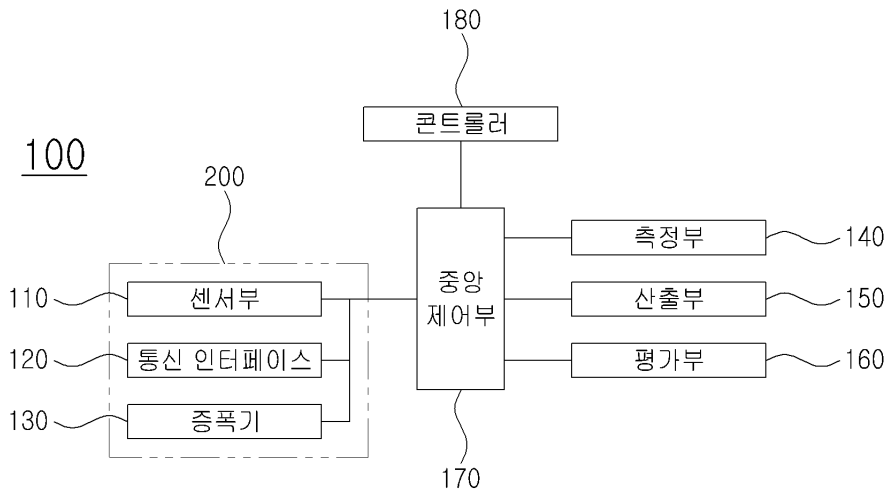 180
콘트롤러
100
200
중앙
제어부
110
센서부
120
통신 인터페이스
130
증폭기
측정부
140
산출부
150
평가부
160
170